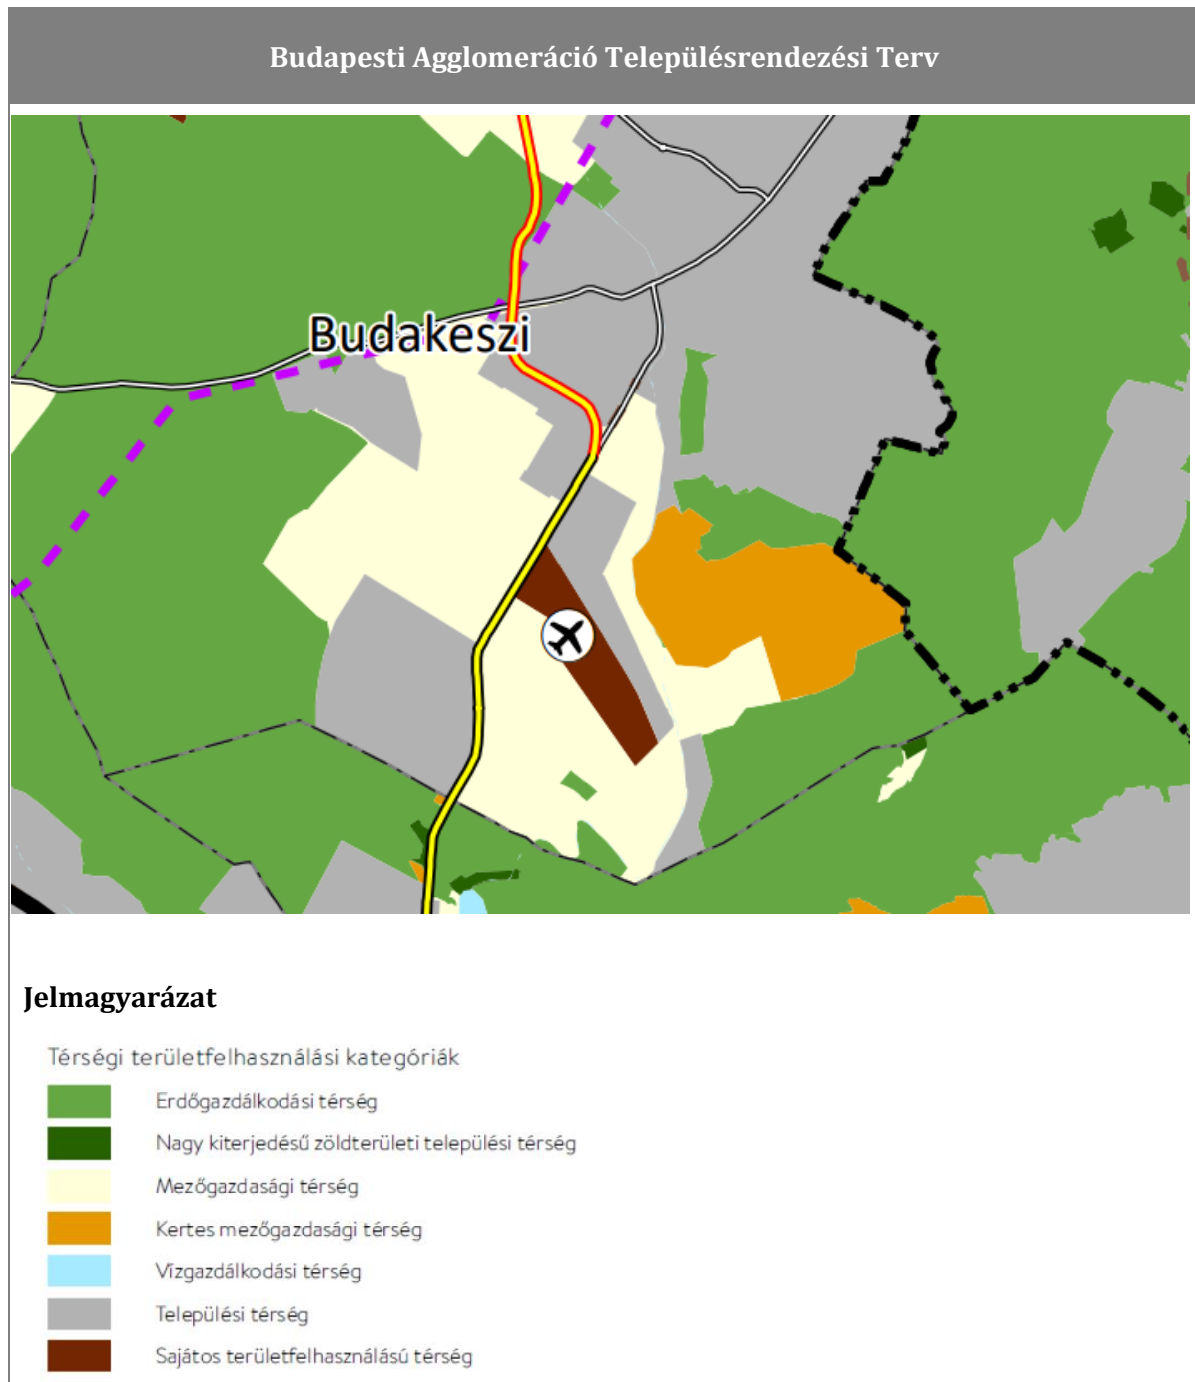 Budapesti Agglomeráció Településrendezési Terv
Budakeszi
Jelmagyarázat
Térségi területfelhasználási kategóriák
Erdőgazdálkodási térség
Nagy kiterjedésű zöldterületi települési térség
Mezőgazdasági térség
Kertes mezőgazdasági térség
Vízgazdálkodási térség
Települési térség
Sajátos területfelhasználású térség